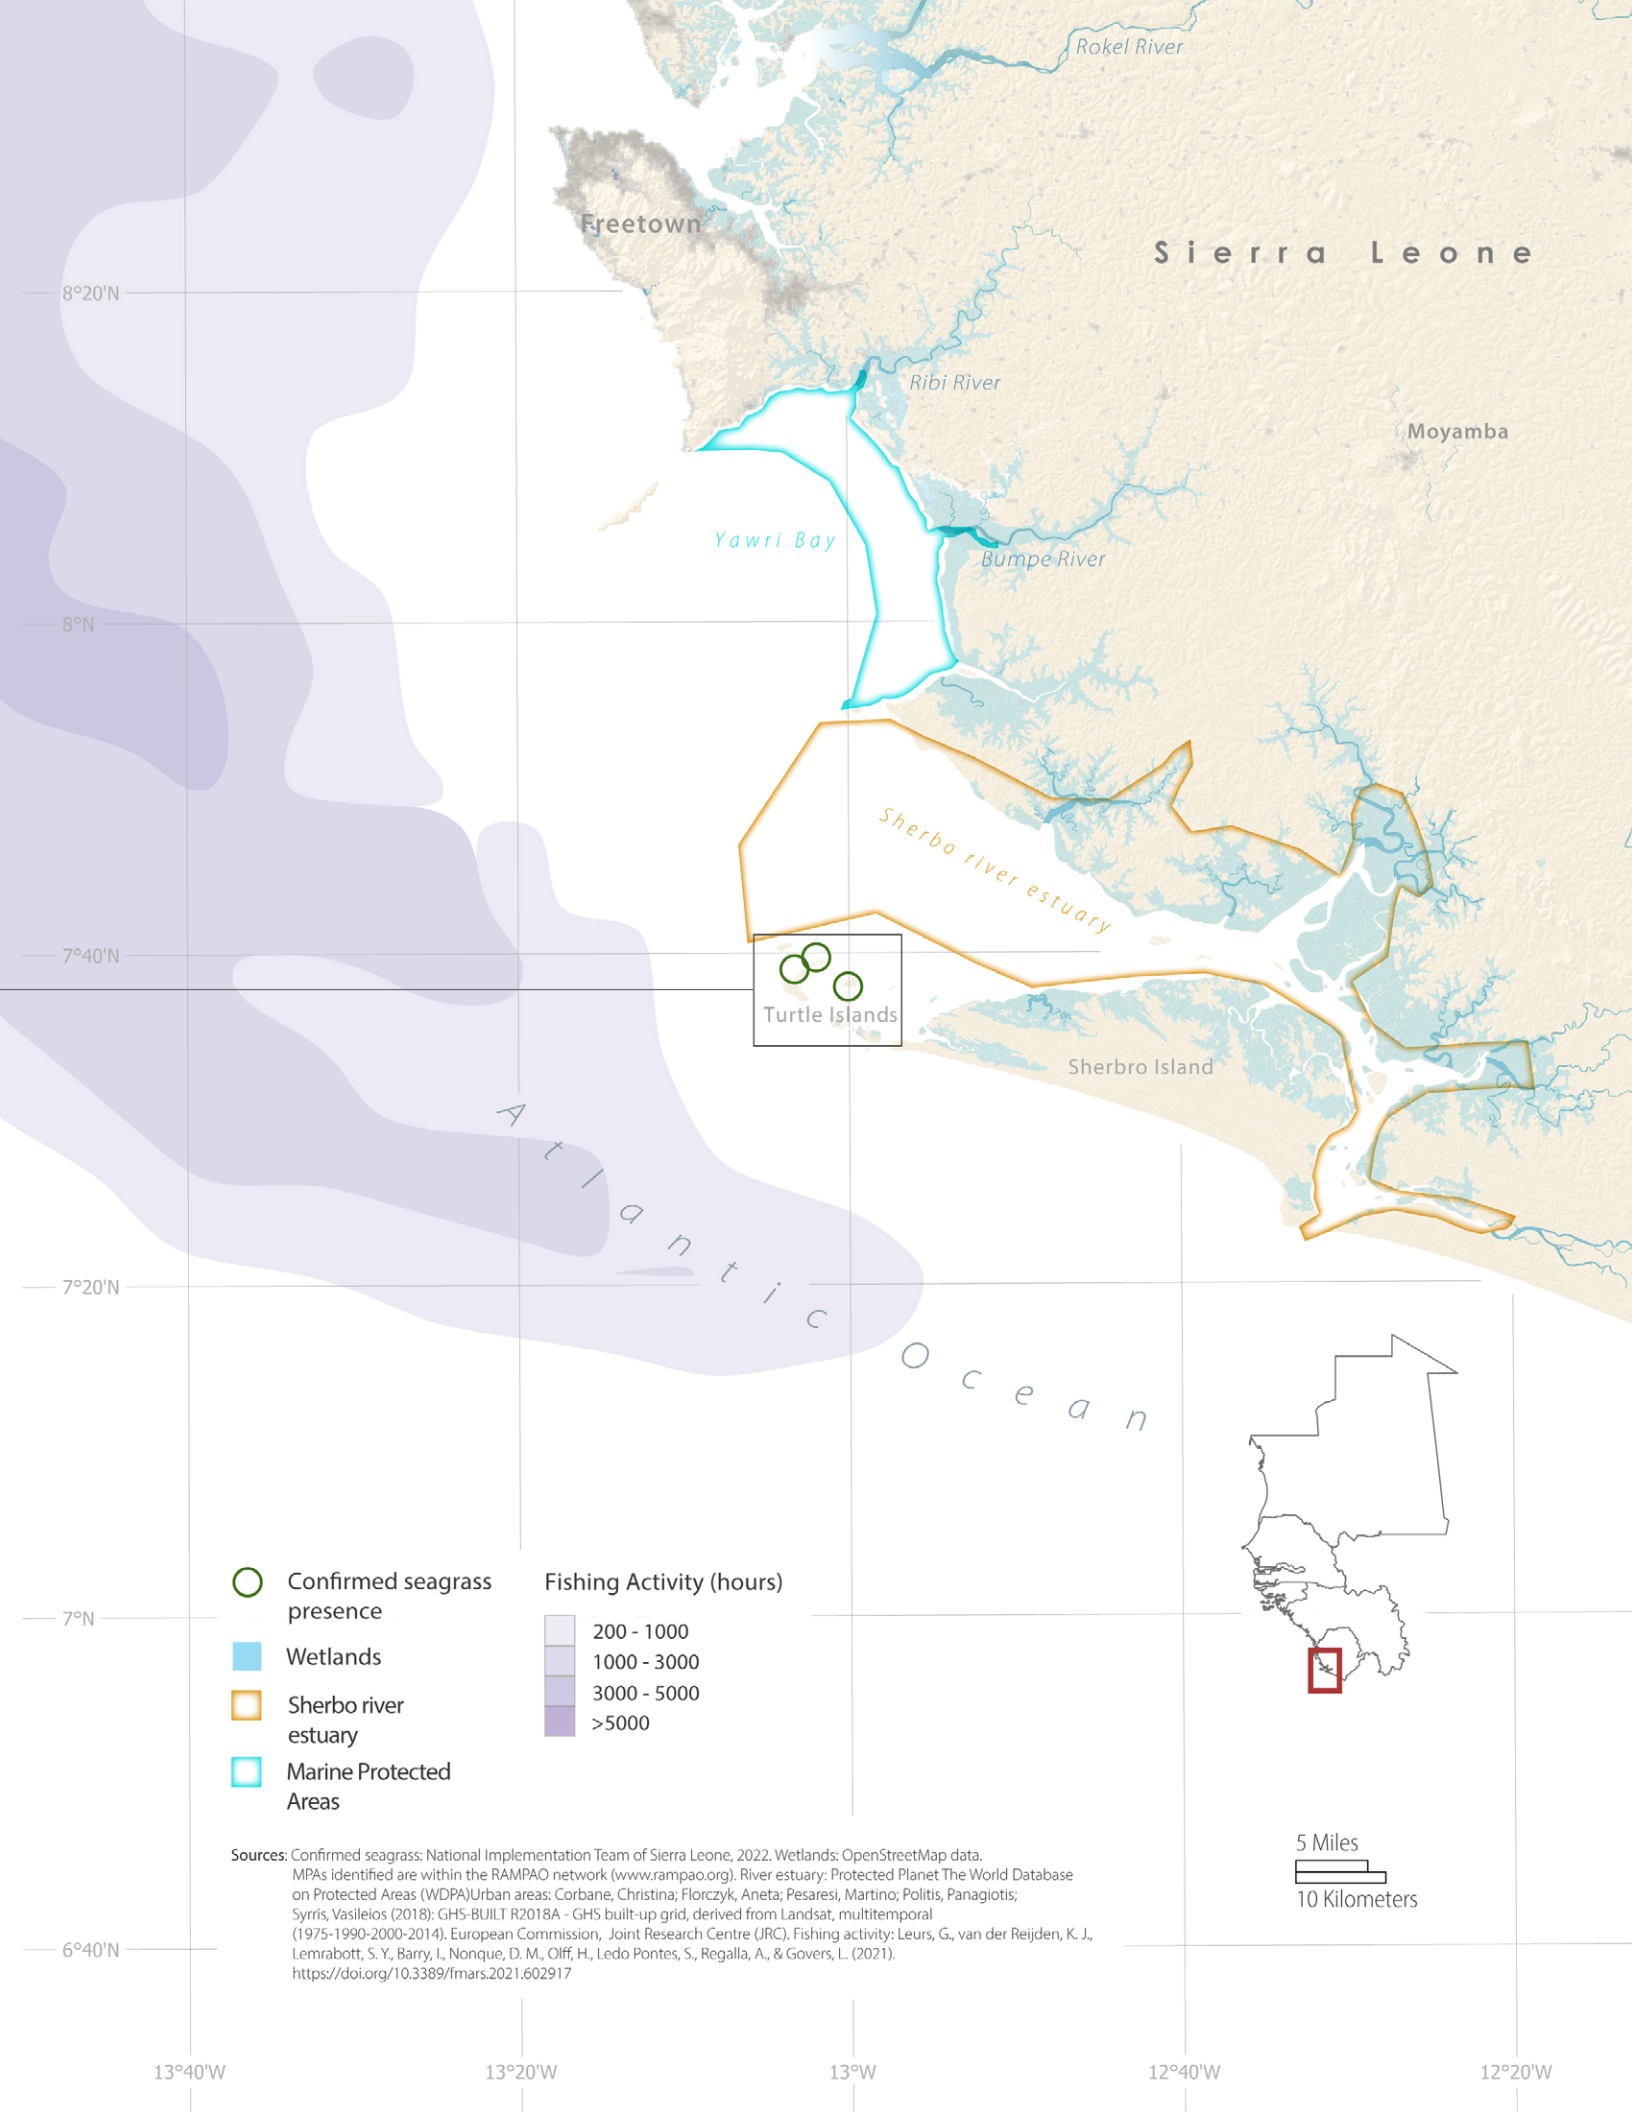 Rokel River
Freetown
Sierra Leone
8°20'N
Ribi River
Moyamba
Yawri Bay
Bumpe River
8°N
Sherbo river estuary
7°40'N
Turtle Islands
Sherbro Island
Atlantic Ocean
7°20'N
Confirmed seagrass
presence
Wetlands
Sherbo river
estuary
Marine Protected
Areas
Fishing Activity (hours)
200 - 1000
1000 - 3000
3000 - 5000
>5000
7°N
5 Miles
10 Kilometers
Sources: Confirmed seagrass: National Implementation Team of Sierra Leone, 2022. Wetlands: OpenStreetMap data.
MPAs identified are within the RAMPAO network (www.rampao.org). River estuary: Protected Planet The World Database
on Protected Areas (WDPA)Urban areas: Corbane, Christina; Florczyk, Aneta; Pesaresi, Martino; Politis, Panagiotis;
Syrris, Vasileios (2018): GHS-BUILT R2018A - GHS built-up grid, derived from Landsat, multitemporal
(1975-1990-2000-2014). European Commission, Joint Research Centre (JRC). Fishing activity: Leurs, G., van der Reijden, K. J.,
Lemrabott, S. Y., Barry, I., Nonque, D. M., Olff, H., Ledo Pontes, S., Regalla, A., & Govers, L. (2021).
https://doi.org/10.3389/fmars.2021.602917
6°40'N
13°40'W
13°20'W
13°W
12°40'W
12°20'W